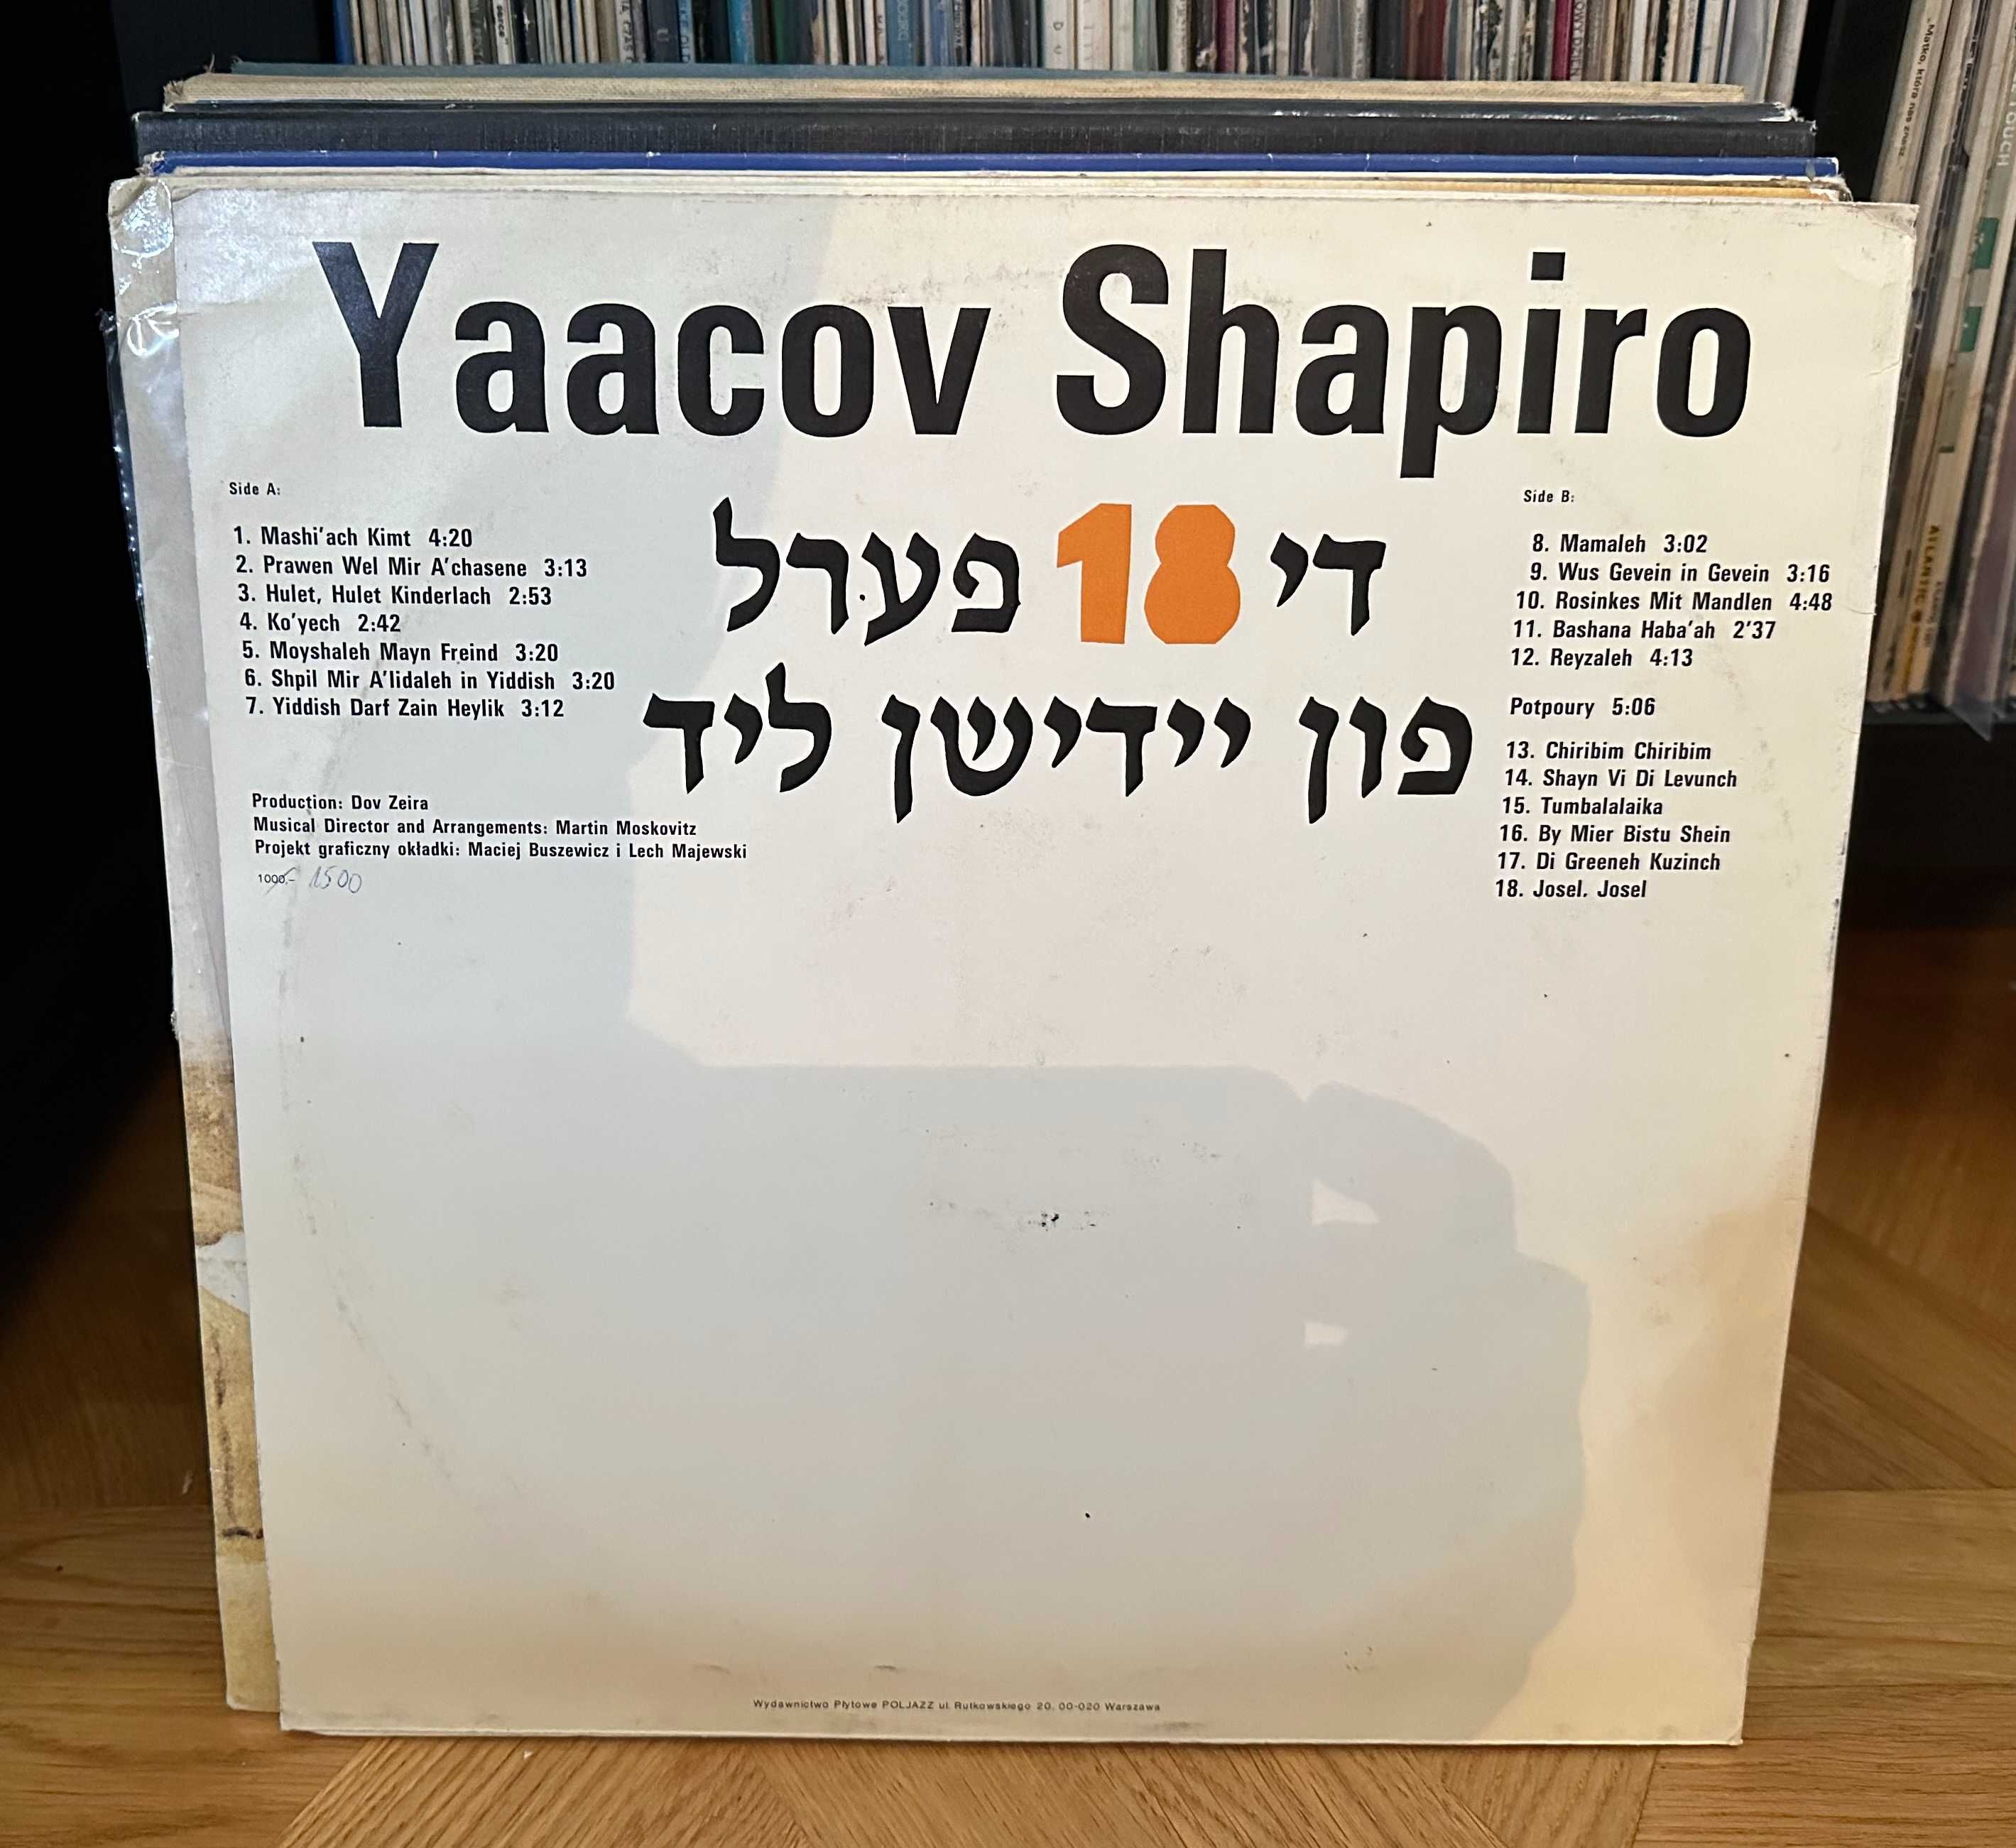 Yaacov Shapiro
Side A:
1. Mashi'ach Kimt 4:20
2. Prawen Wel Mir A'chasene 3:13
3. Hulet, Hulet Kinderlach 2:53
4. Ko'yech 2:42
5. Moyshaleh Mayn Freind 3:20
6. Shpil Mir A'lidaleh in Yiddish 3:20
7. Yiddish Darf Zain Heylik 3:12
Production: Dov Zeira
Musical Director and Arrangements: Martin Moskovitz
Projekt graficzny okładki: Maciej Buszewicz i Lech Majewski
1000,- 1500
די 18 פערל
פון יידישן ליד
Side B:
8. Mamaleh 3:02
9. Wus Gevein in Gevein 3:16
10. Rosinkes Mit Mandlen 4:48
11. Bashana Haba'ah 2'37
12. Reyzaleh 4:13
Potpoury 5:06
13. Chiribim Chiribim
14. Shayn Vi Di Levunch
15. Tumbalalaika
16. By Mier Bistu Shein
17. Di Greeneh Kuzinch
18. Josel. Josel
Wydawnictwo Płytowe POLJAZZ ul. Rutkowskiego 20. 00-020 Warszawa